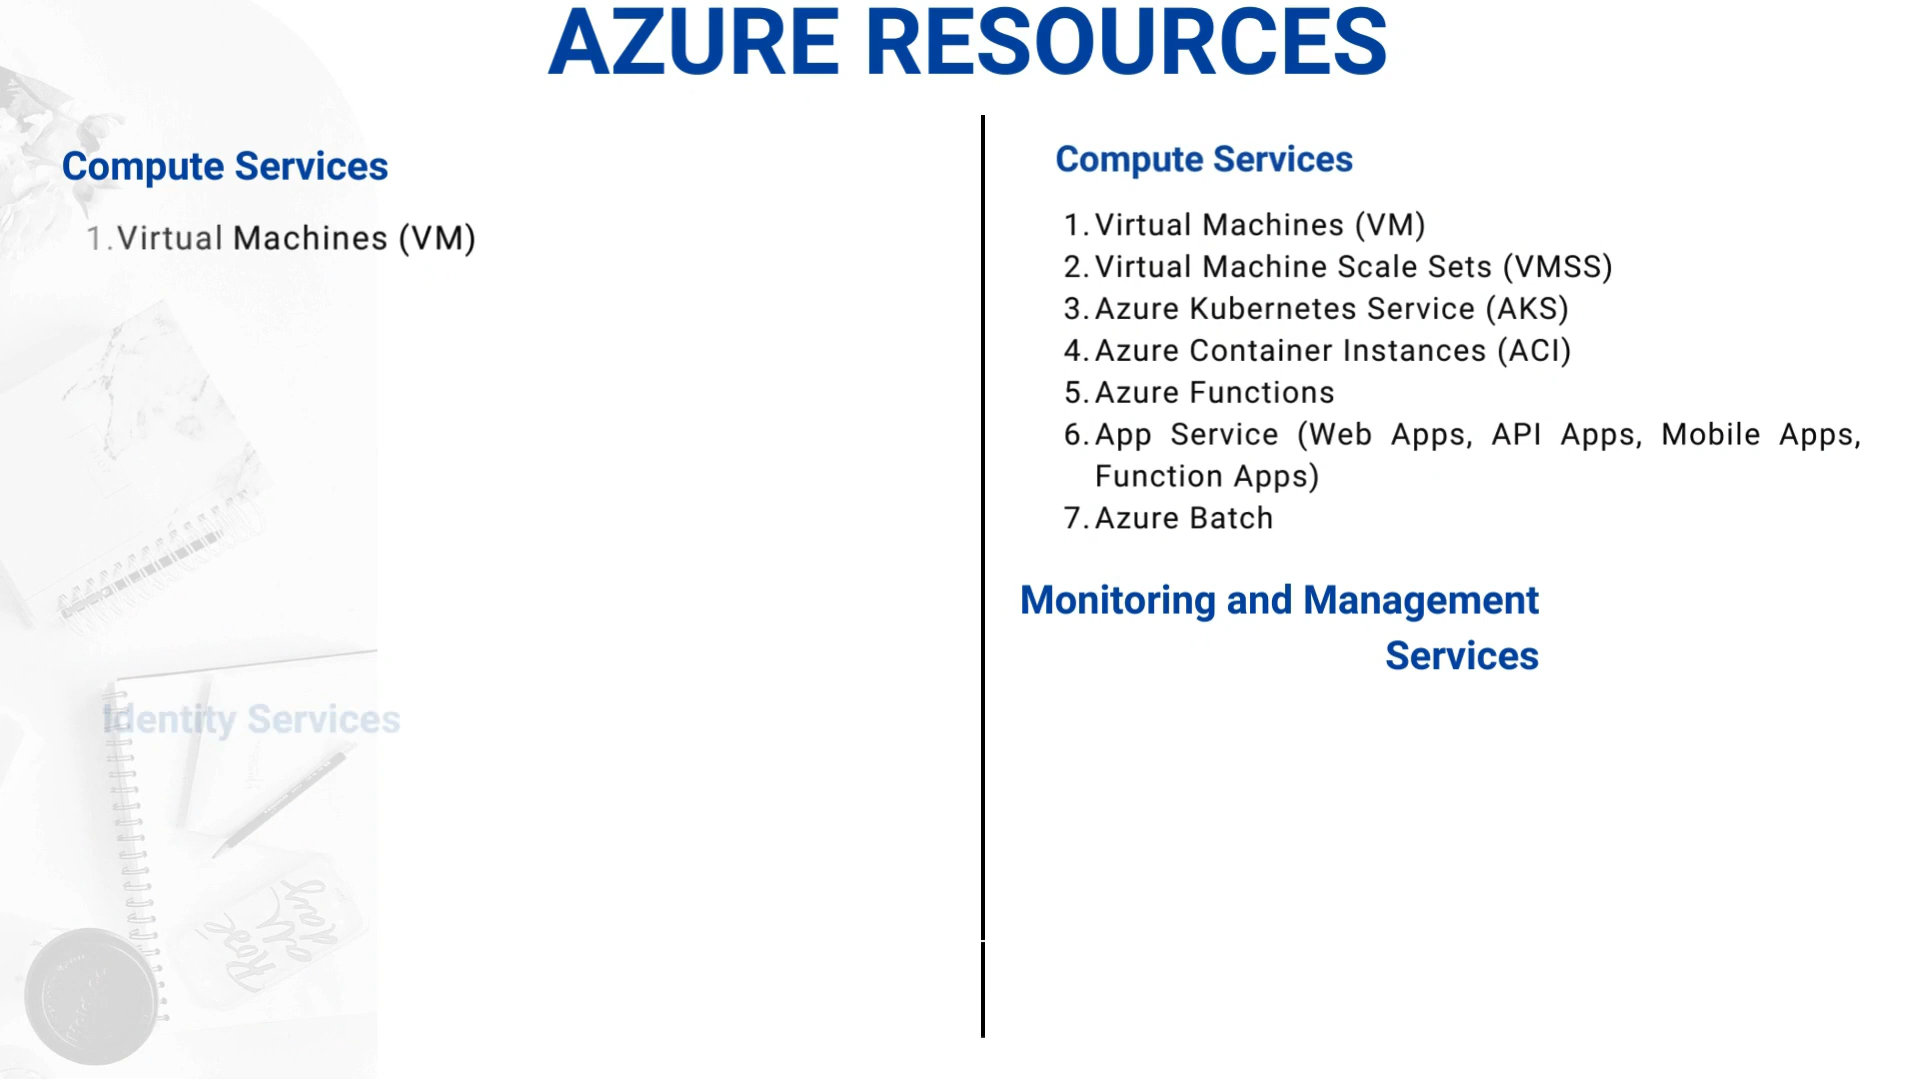 AZURE RESOURCES
Compute Services
1. Virtual Machines (VM)
Identity Services
Compute Services
1. Virtual Machines (VM)
2. Virtual Machine Scale Sets (VMSS)
3. Azure Kubernetes Service (AKS)
4. Azure Container Instances (ACI)
5. Azure Functions
6. App Service (Web Apps, API Apps, Mobile Apps,
Function Apps)
7. Azure Batch
Monitoring and Management
Services